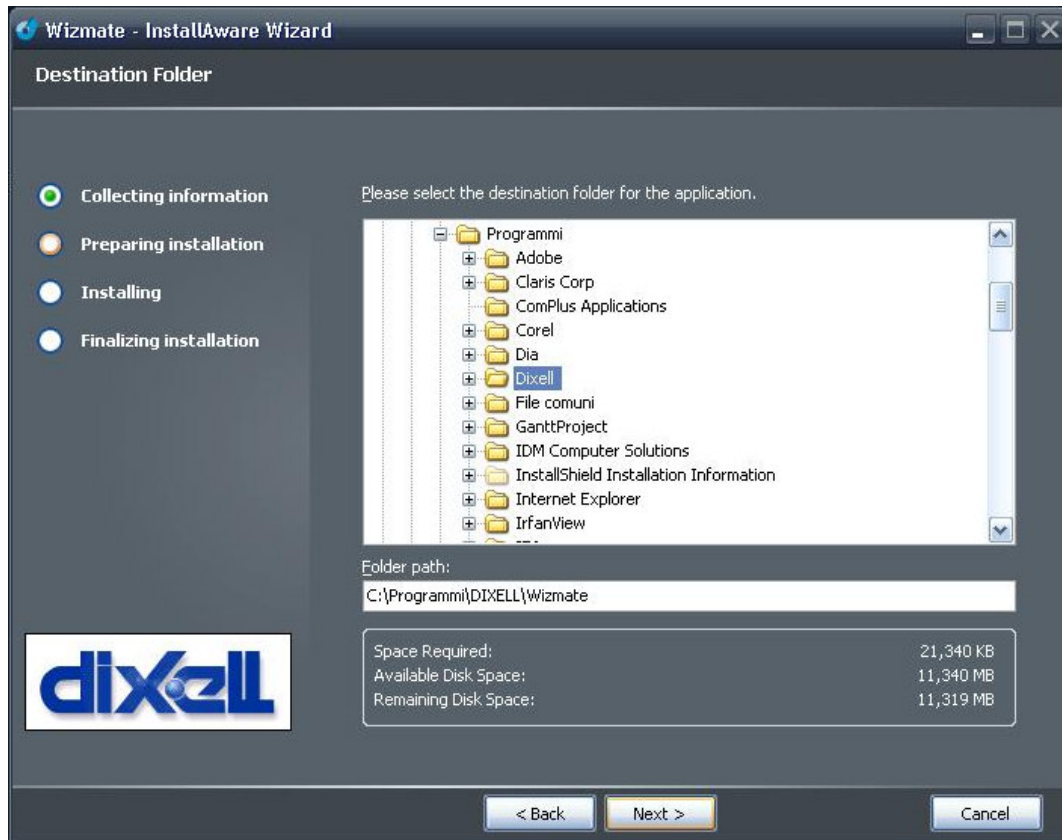 Wizmate - InstallAware Wizard
Destination Folder
Collecting information
Preparing installation
Installing
Finalizing installation
Please select the destination folder for the application.
Programmi
Adobe
Claris Corp
ComPlus Applications
Corel
Dia
Dixell
File comuni
GanttProject
IDM Computer Solutions
InstallShield Installation Information
Internet Explorer
IrfanView
Folder path:
C:\Programmi\DIXELL\Wizmate
dixell
Space Required: 21,340 KB
Available Disk Space: 11,340 MB
Remaining Disk Space: 11,319 MB
< Back Next > Cancel